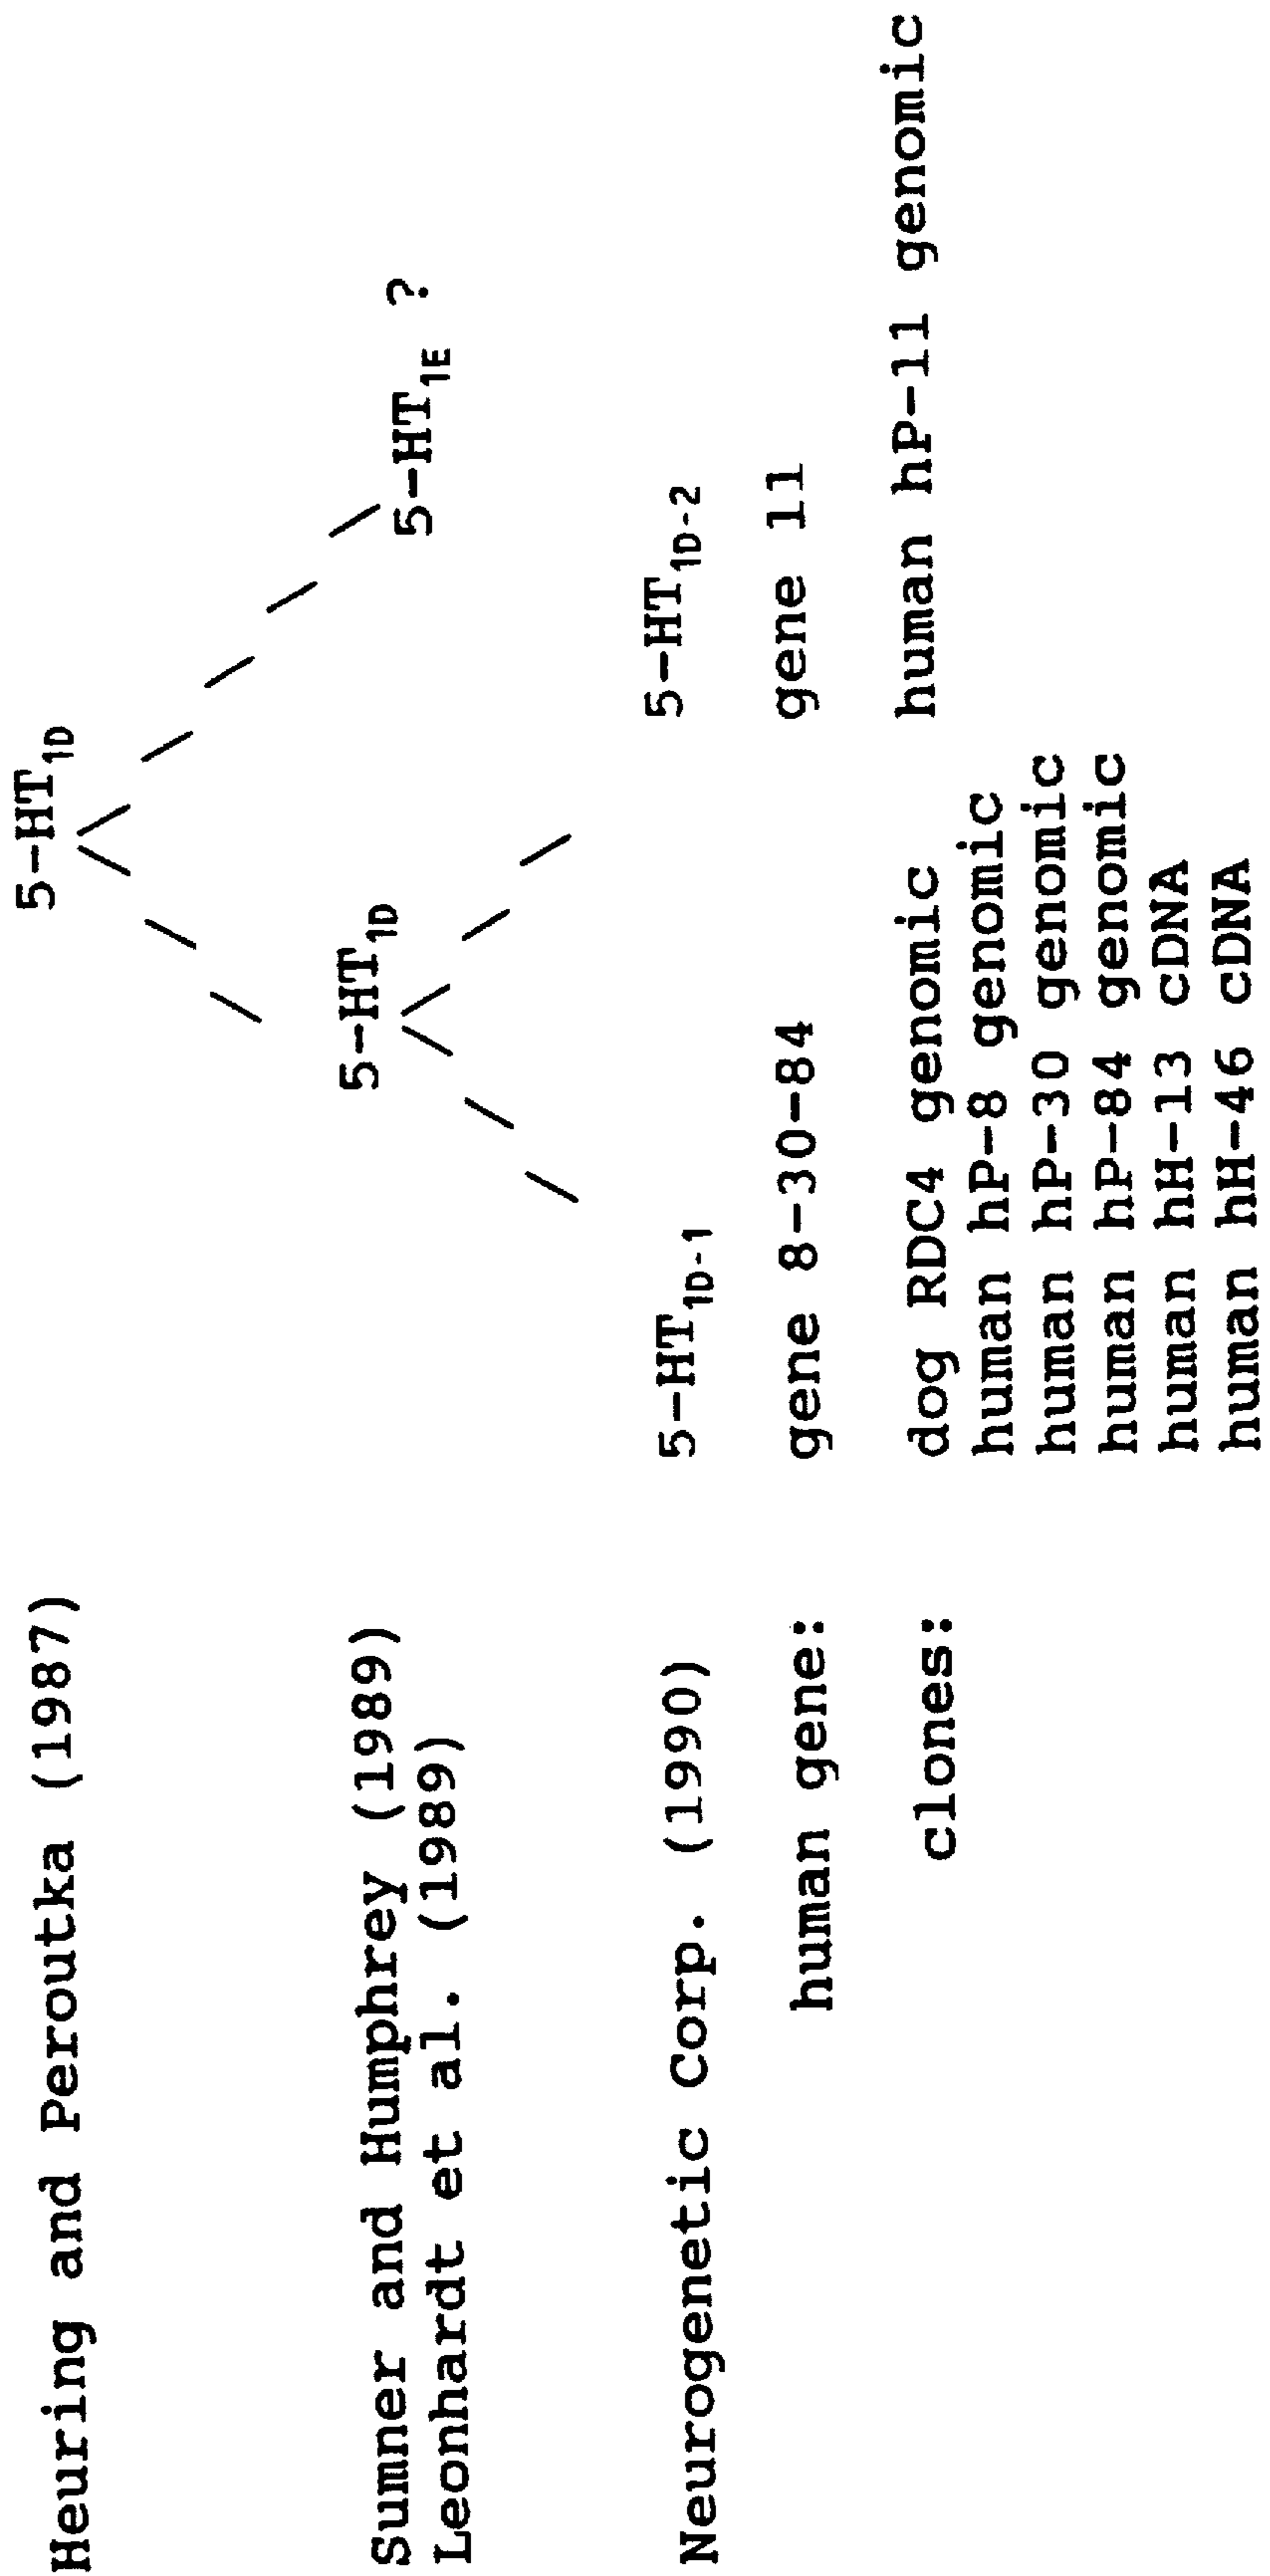 Heuring and Peroutka (1987)
5-HT1D
Sumner and Humphrey (1989)
Leonhardt et al. (1989)
5-HT1D
5-HT1E ?
Neurogenetic Corp. (1990)
5-HT1D-1
5-HT1D-2
human gene:
gene 8-30-84
gene 11
clones:
dog RDC4 genomic
human hP-11 genomic
human hP-8 genomic
human hP-30 genomic
human hP-84 genomic
human hH-13 cDNA
human hH-46 cDNA